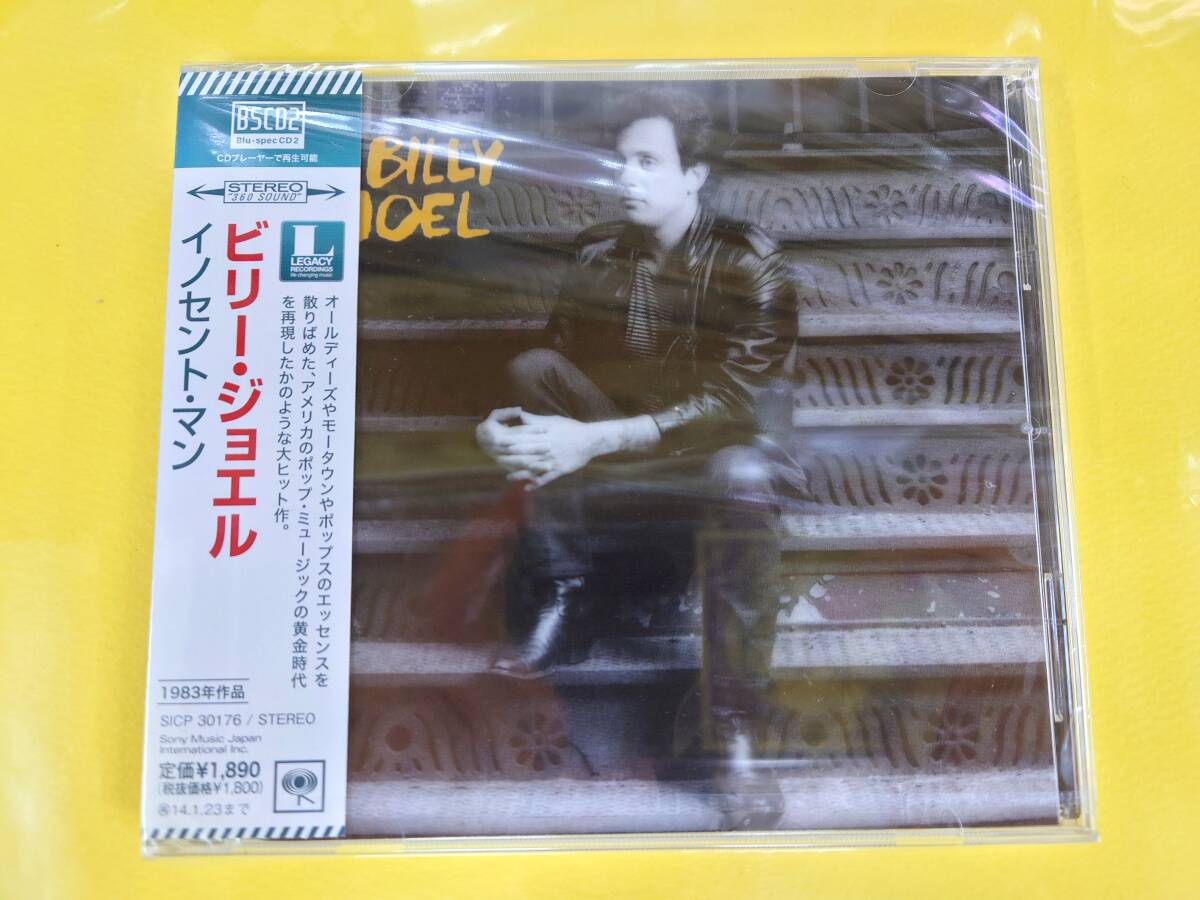 BSCD2
Blu-spec CD2
CDプレーヤーで再生可能
STEREO
"360 SOUND"
L
LEGACY
RECORDINGS
life changing music
ビリー・ジョエル
イノセント・マン
オールディーズやモータウンやポップスのエッセンスを
散りばめた、アメリカのポップ・ミュージックの黄金時代
を再現したかのような大ヒット作。
1983年作品
SICP 30176 / STEREO
Sony Music Japan
International Inc.
定価¥1,890
(税抜価格¥1,800)
14.1.23まで
BILLY
JOEL